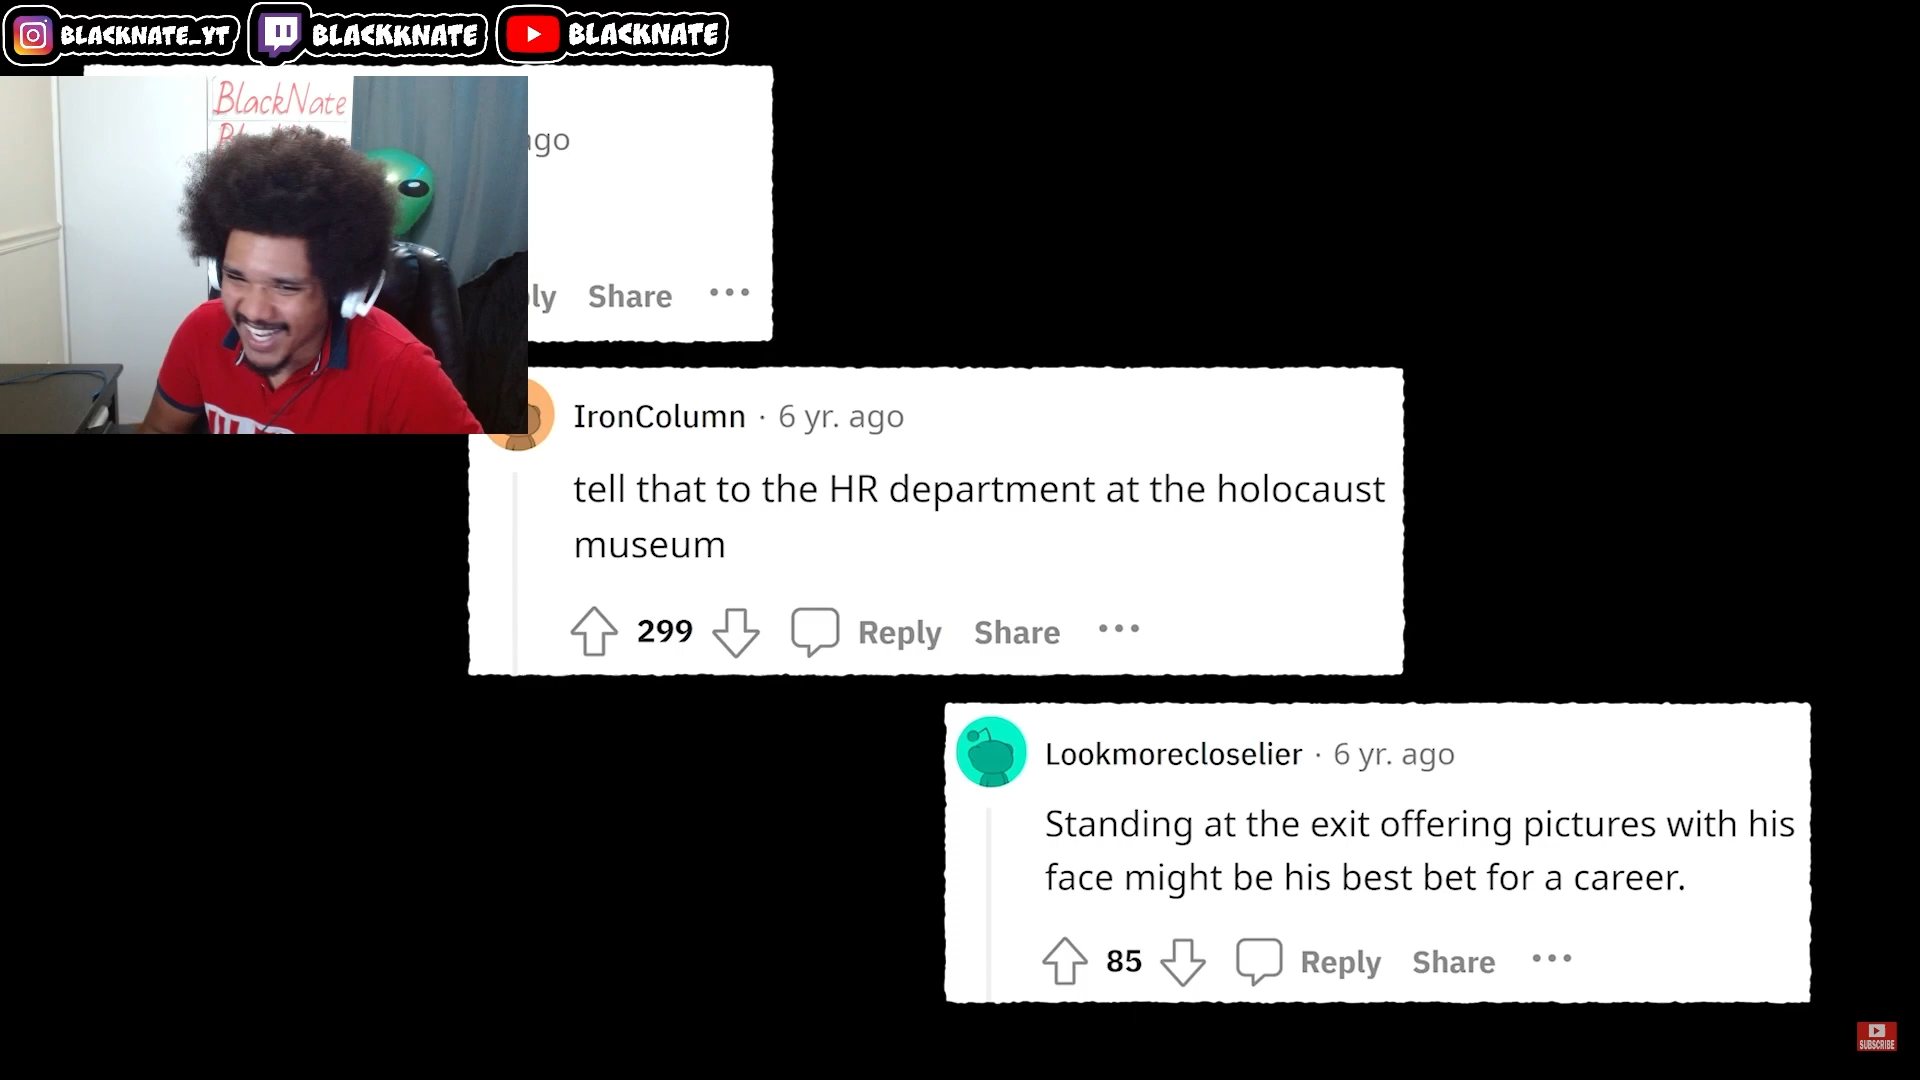 BLACKNATE_YT
BLACKKNATE
BLACKNATE
BlackNate
ago
Share
IronColumn · 6 yr. ago
tell that to the HR department at the holocaust
museum
299 Reply Share
Lookmorecloselier · 6 yr. ago
Standing at the exit offering pictures with his
face might be his best bet for a career.
85 Reply Share
SUBSCRIBE